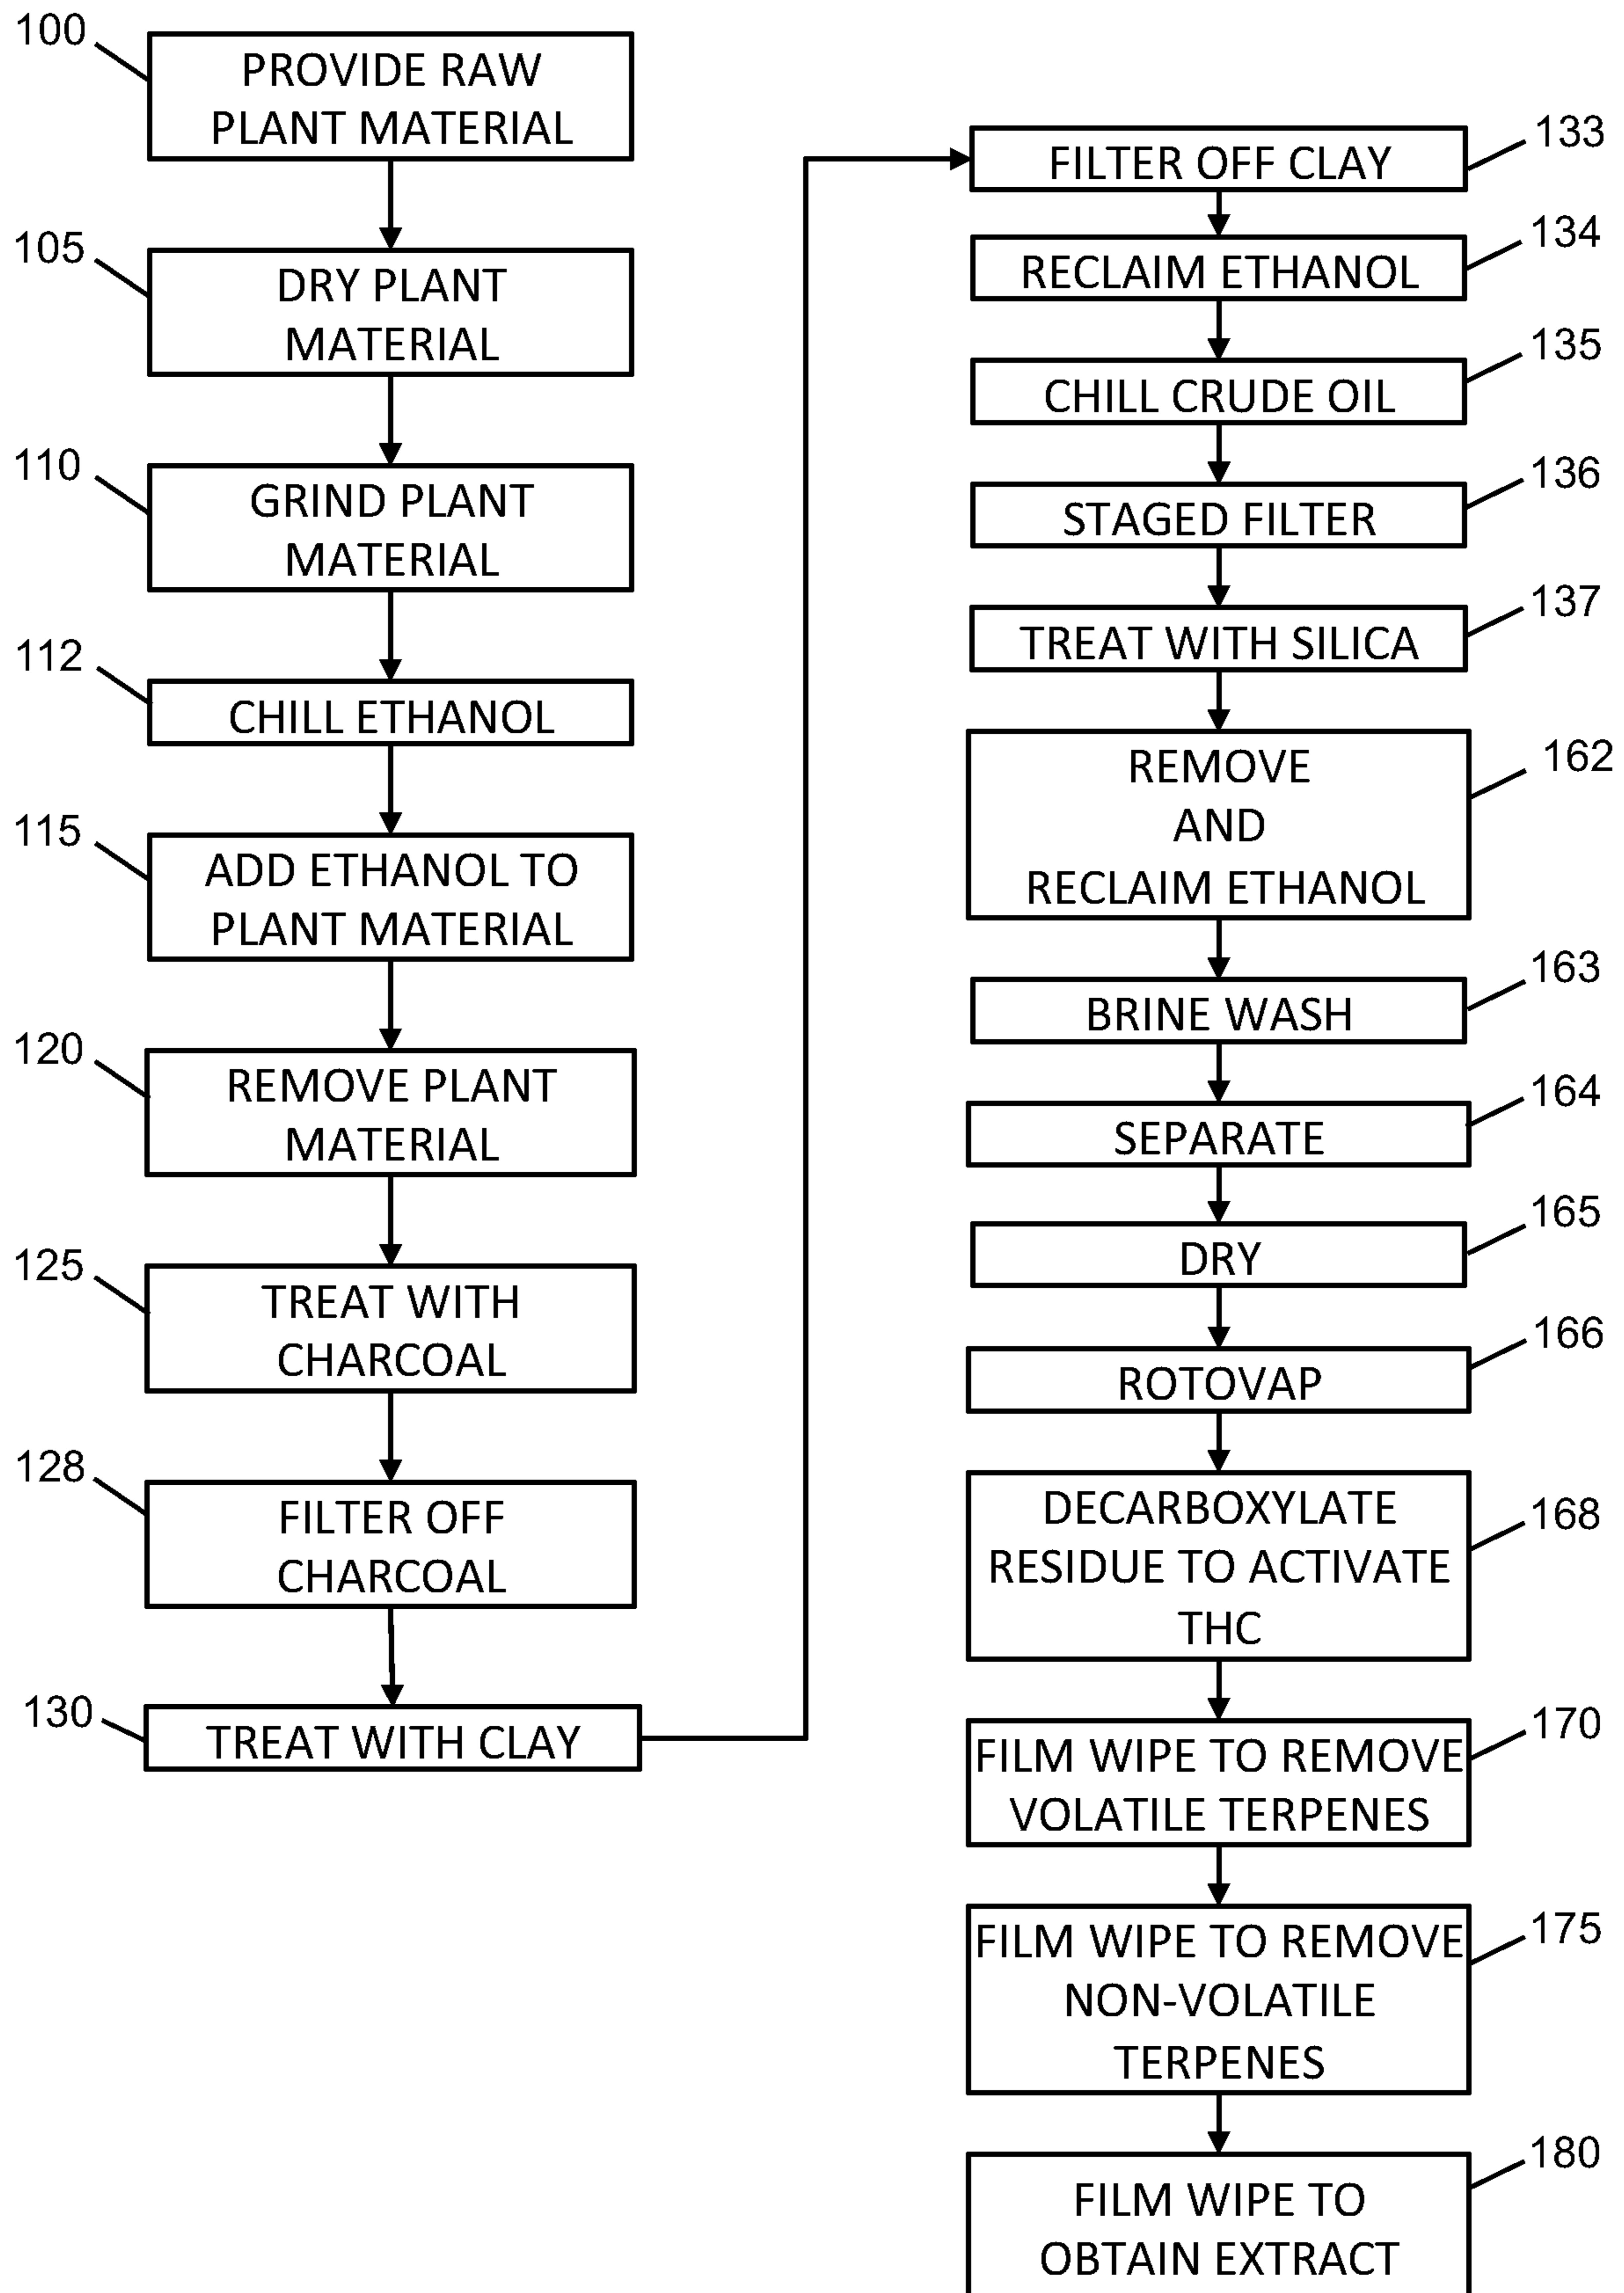 100
PROVIDE RAW
PLANT MATERIAL
105
DRY PLANT
MATERIAL
110
GRIND PLANT
MATERIAL
112
CHILL ETHANOL
115
ADD ETHANOL TO
PLANT MATERIAL
120
REMOVE PLANT
MATERIAL
125
TREAT WITH
CHARCOAL
128
FILTER OFF
CHARCOAL
130
TREAT WITH CLAY
133
FILTER OFF CLAY
134
RECLAIM ETHANOL
135
CHILL CRUDE OIL
136
STAGED FILTER
137
TREAT WITH SILICA
162
REMOVE
AND
RECLAIM ETHANOL
163
BRINE WASH
164
SEPARATE
165
DRY
166
ROTOVAP
168
DECARBOXYLATE
RESIDUE TO ACTIVATE
THC
170
FILM WIPE TO REMOVE
VOLATILE TERPENES
175
FILM WIPE TO REMOVE
NON-VOLATILE
TERPENES
180
FILM WIPE TO
OBTAIN EXTRACT